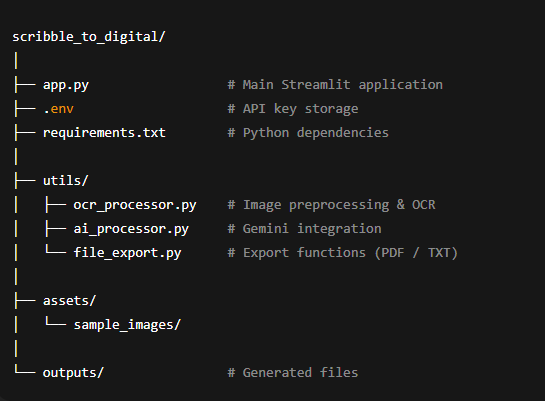 scribble_to_digital/
│
├── app.py # Main Streamlit application
├── .env # API key storage
├── requirements.txt # Python dependencies
│
├── utils/
│   ├── ocr_processor.py # Image preprocessing & OCR
│   ├── ai_processor.py # Gemini integration
│   └── file_export.py # Export functions (PDF / TXT)
│
├── assets/
│   └── sample_images/
│
└── outputs/ # Generated files